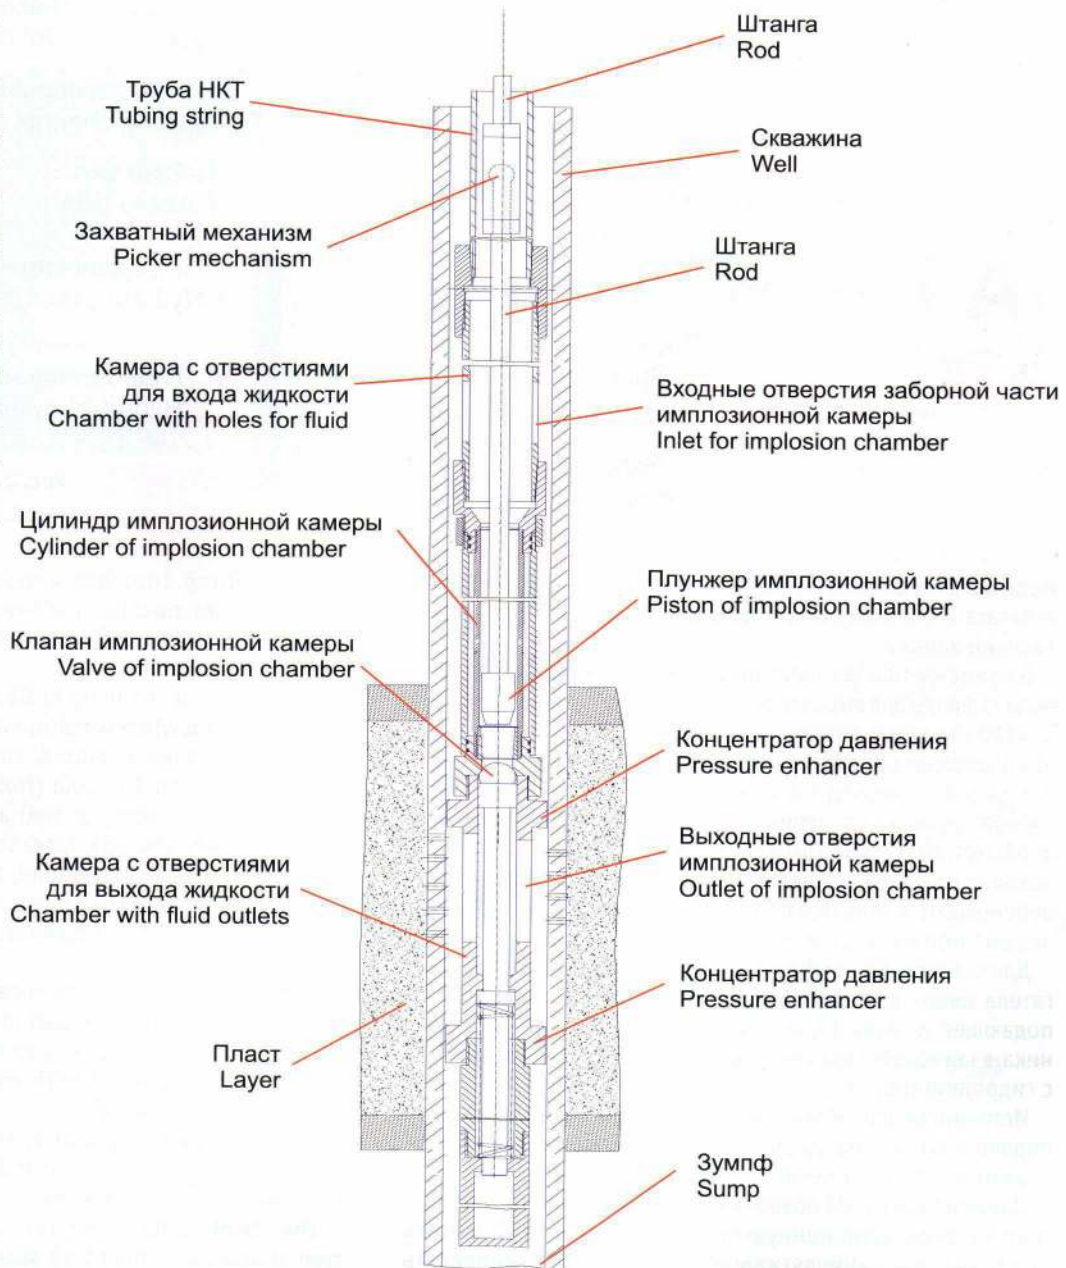 Штанга
Rod
Труба НКТ
Tubing string
Скважина
Well
Захватный механизм
Picker mechanism
Штанга
Rod
Камера с отверстиями
для входа жидкости
Chamber with holes for fluid
Входные отверстия заборной части
имплозионной камеры
Inlet for implosion chamber
Цилиндр имплозионной камеры
Cylinder of implosion chamber
Плунжер имплозионной камеры
Piston of implosion chamber
Клапан имплозионной камеры
Valve of implosion chamber
Концентратор давления
Pressure enhancer
Выходные отверстия
имплозионной камеры
Outlet of implosion chamber
Камера с отверстиями
для выхода жидкости
Chamber with fluid outlets
Концентратор давления
Pressure enhancer
Пласт
Layer
Зумпф
Sump